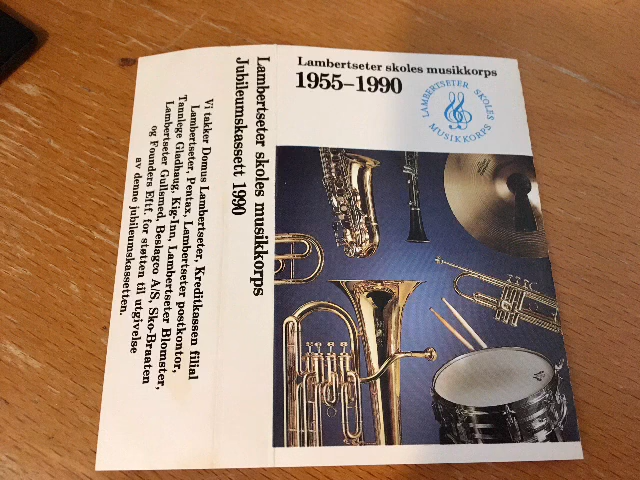 Lambertseter skoles musikkorps
1955–1990
LAMBERTSETER SKOLES
MUSIKKORPS
Lambertseter skoles musikkorps
Jubileumskassett 1990
Vi takker Domus Lambertseter, Kreditkassen filial
Lambertseter, Pentax, Lambertseter postkontor,
Tannlege Gladhaug, Kig-Inn, Lambertseter Blomster,
Lambertseter Gullsmed, Beslagco A/S, Sko-Braaten
og Founders Eftf. for støtten til utgivelse
av denne jubileumskassetten.